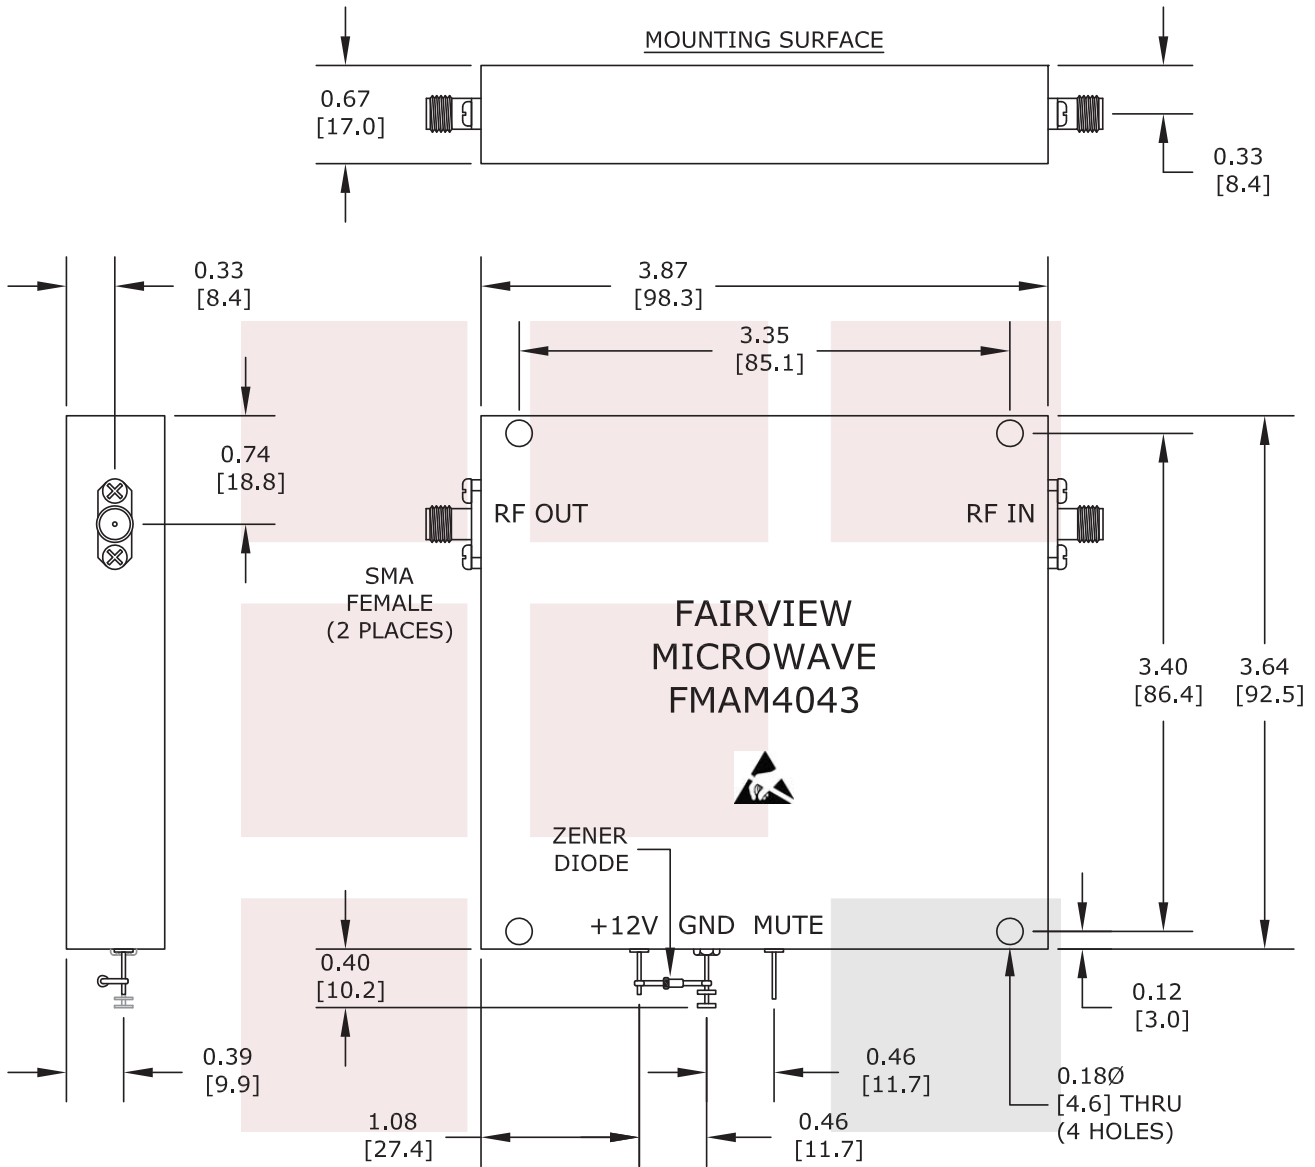 MOUNTING SURFACE
0.67
[17.0]
0.33
[8.4]
0.33
[8.4]
3.87
[98.3]
3.35
[85.1]
0.74
[18.8]
RF OUT
RF IN
SMA
FEMALE
(2 PLACES)
FAIRVIEW
MICROWAVE
FMAM4043
3.40
[86.4]
3.64
[92.5]
ZENER
DIODE
+12V GND MUTE
0.40
[10.2]
0.12
[3.0]
0.39
[9.9]
0.46
[11.7]
0.18Ø
[4.6] THRU
(4 HOLES)
1.08
[27.4]
0.46
[11.7]